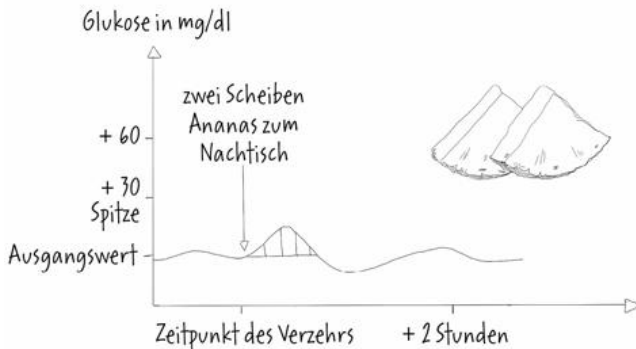 Glukose in mg/dl
zwei Scheiben
Ananas zum
Nachtisch
+ 60
+ 30
Spitze
Ausgangswert
Zeitpunkt des Verzehrs
+ 2 Stunden